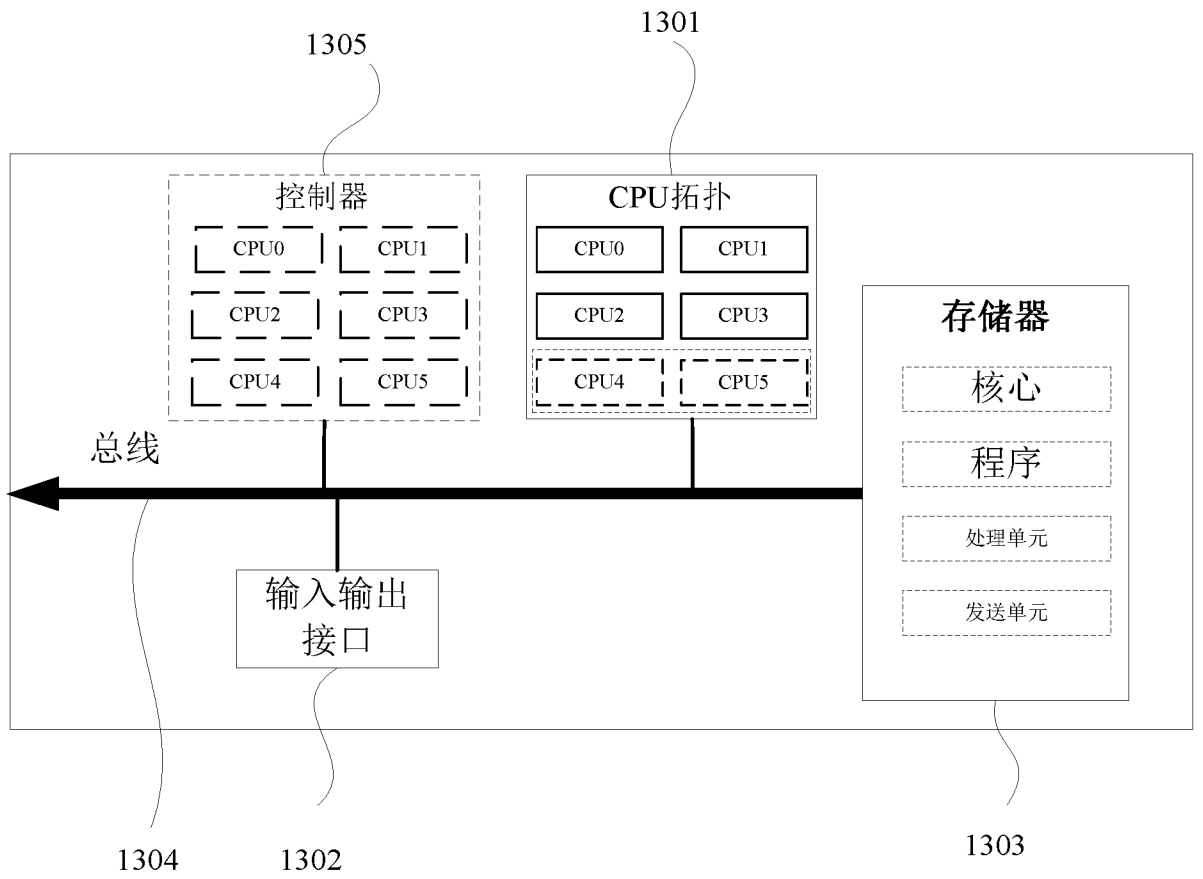 1305
1301
控制器
CPU0
CPU1
CPU2
CPU3
CPU4
CPU5
CPU拓扑
CPU0
CPU1
CPU2
CPU3
CPU4
CPU5
存储器
核心
程序
处理单元
发送单元
总线
输入输出
接口
1304
1302
1303